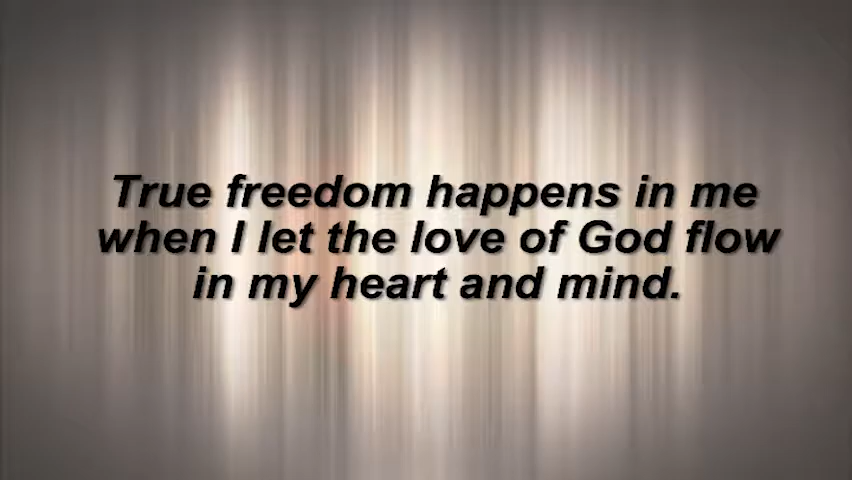 True freedom happens in me
when I let the love of God flow
in my heart and mind.